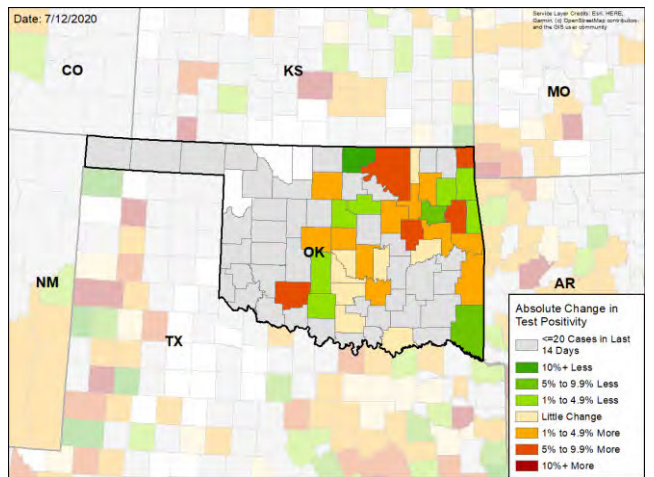 Date: 7/12/2020
Service Layer Credits: Esri, HERE,
Garmin, (c) OpenStreetMap contributors,
and the GIS user community
CO
KS
MO
OK
NM
AR
TX
Absolute Change in
Test Positivity
<=20 Cases in Last
14 Days
10%+ Less
5% to 9.9% Less
1% to 4.9% Less
Little Change
1% to 4.9% More
5% to 9.9% More
10%+ More